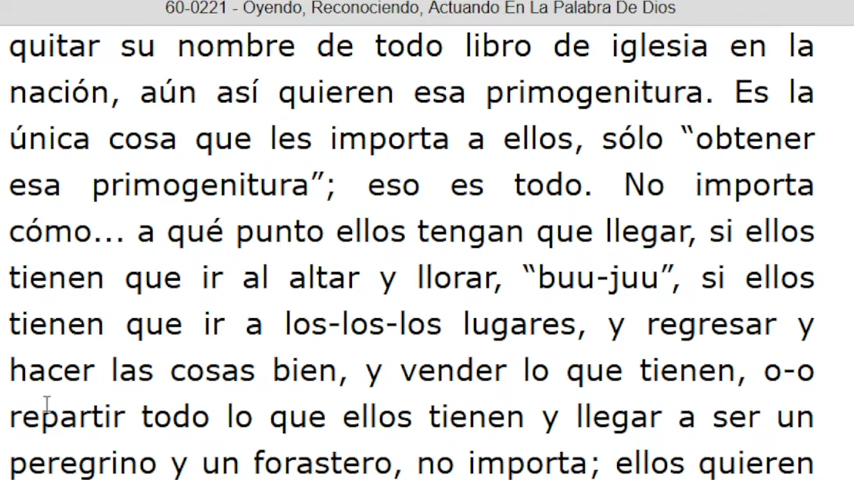 60-0221 - Oyendo, Reconociendo, Actuando En La Palabra De Dios
quitar su nombre de todo libro de iglesia en la
nación, aún así quieren esa primogenitura. Es la
única cosa que les importa a ellos, sólo “obtener
esa primogenitura”; eso es todo. No importa
cómo... a qué punto ellos tengan que llegar, si ellos
tienen que ir al altar y llorar, “buu-juu”, si ellos
tienen que ir a los-los-los lugares, y regresar y
hacer las cosas bien, y vender lo que tienen, o-o
repartir todo lo que ellos tienen y llegar a ser un
peregrino y un forastero, no importa; ellos quieren